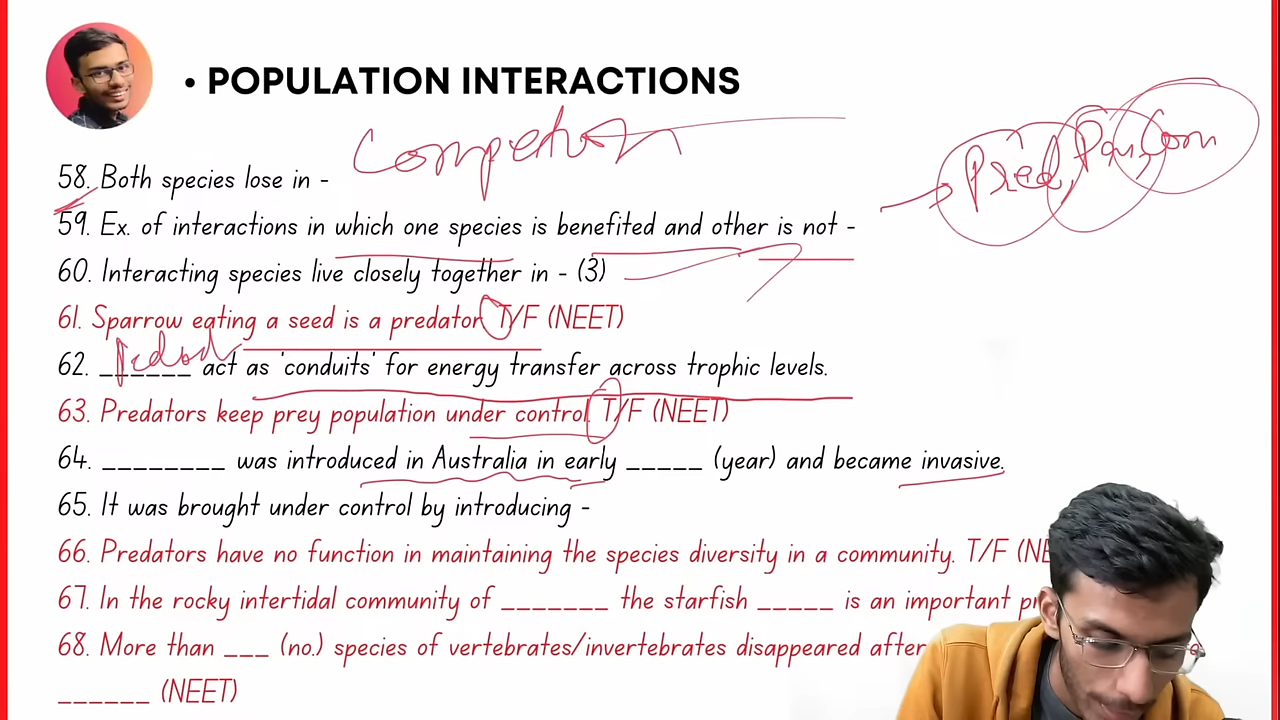 • POPULATION INTERACTIONS
58. Both species lose in -
59. Ex. of interactions in which one species is benefited and other is not -
Pred, Par, Com
60. Interacting species live closely together in - (3)
61. Sparrow eating a seed is a predator. T/F (NEET)
62. ______ act as 'conduits' for energy transfer across trophic levels.
63. Predators keep prey population under control. T/F (NEET)
64. ________ was introduced in Australia in early _____ (year) and became invasive.
65. It was brought under control by introducing -
66. Predators have no function in maintaining the species diversity in a community. T/F (NE
67. In the rocky intertidal community of _______ the starfish _____ is an important pr
68. More than ___ (no.) species of vertebrates/invertebrates disappeared after
______ (NEET)